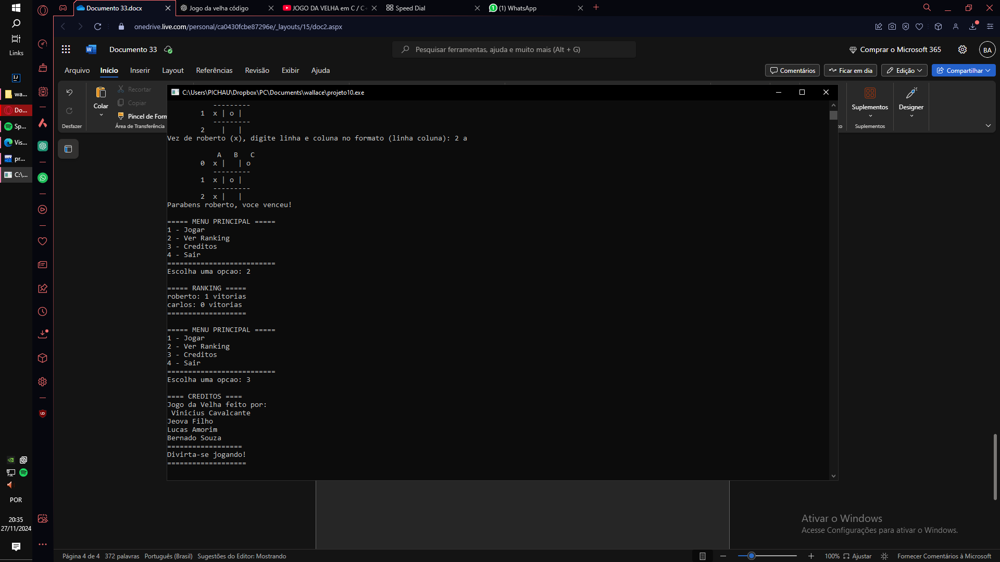 Documento 33.docx
Jogo da velha código
JOGO DA VELHA em C / C+
Speed Dial
(1) WhatsApp
Links
onedrive.live.com/personal/ca0430fcbe87296e/_layouts/15/doc2.aspx
Documento 33
Pesquisar ferramentas, ajuda e muito mais (Alt + G)
Comprar o Microsoft 365
BA
Arquivo
Início
Inserir
Layout
Referências
Revisão
Exibir
Ajuda
Comentários
Ficar em dia
Edição
Compartilhar
Desfazer
Colar
Recortar
Copiar
Pincel de Form
Área de Transferência
Suplementos
Suplementos
Designer
wa...
Do...
Sp...
Vis...
pr...
C:\...
C:\Users\PICHAU\Dropbox\PC\Documents\wallace\projeto10.exe
---------
1  x | o |
---------
2    |   |
Vez de roberto (x), digite linha e coluna no formato (linha coluna): 2 a
A   B   C
0  x |   | o
---------
1  x | o |
---------
2  x |   |
Parabens roberto, voce venceu!
===== MENU PRINCIPAL =====
1 - Jogar
2 - Ver Ranking
3 - Creditos
4 - Sair
==========================
Escolha uma opcao: 2
===== RANKING =====
roberto: 1 vitorias
carlos: 0 vitorias
===================
===== MENU PRINCIPAL =====
1 - Jogar
2 - Ver Ranking
3 - Creditos
4 - Sair
==========================
Escolha uma opcao: 3
==== CREDITOS ====
Jogo da Velha feito por:
Vinicius Cavalcante
Jeova Filho
Lucas Amorim
Bernado Souza
==================
Divirta-se jogando!
===================
POR
20:35
27/11/2024
Ativar o Windows
Acesse Configurações para ativar o Windows.
Página 4 de 4
372 palavras
Português (Brasil)
Sugestões do Editor: Mostrando
100%
Ajustar
Fornecer Comentários à Microsoft